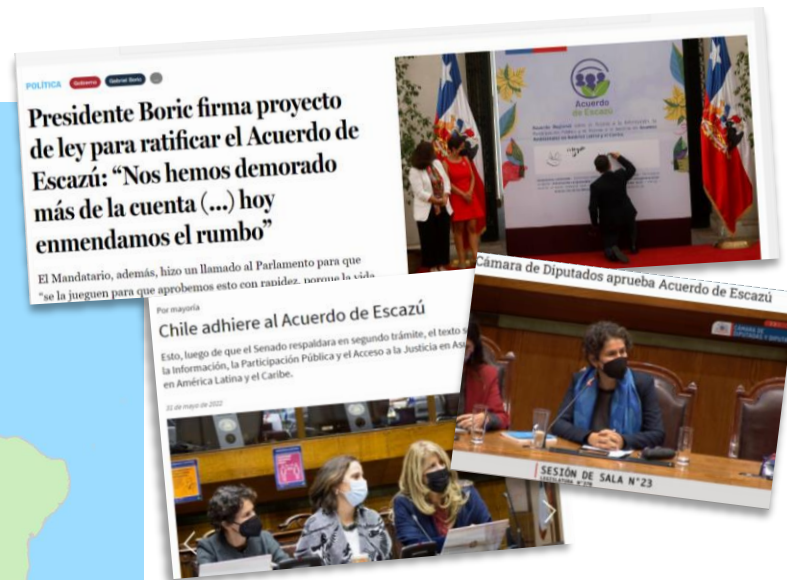 POLÍTICA Gobierno Gabriel Boric
Presidente Boric firma proyecto
de ley para ratificar el Acuerdo de
Escazú: “Nos hemos demorado
más de la cuenta (...) hoy
enmendamos el rumbo”
El Mandatario, además, hizo un llamado al Parlamento para que
“se la jueguen para que aprobemos esto con rapidez, porque la vida
Acuerdo
de Escazú
Por mayoría
Chile adhiere al Acuerdo de Escazú
Esto, luego de que el Senado respaldara en segundo trámite, el texto
la Información, la Participación Pública y el Acceso a la Justicia en
en América Latina y el Caribe.
31 de mayo de 2022
Cámara de Diputados aprueba Acuerdo de Escazú
CÁMARA DE
SESIÓN DE SALA N°23